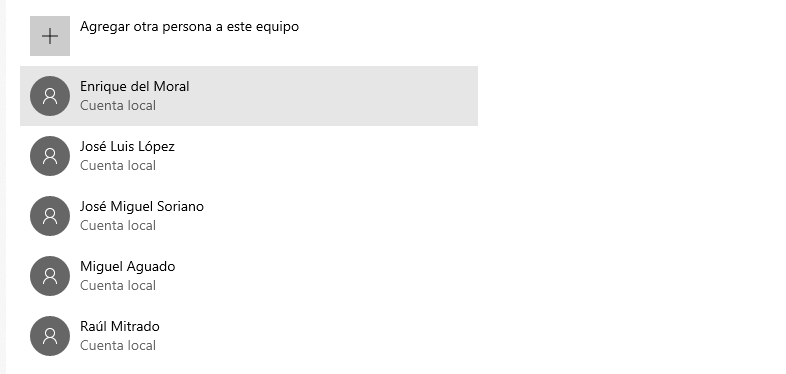 Agregar otra persona a este equipo
Enrique del Moral
Cuenta local
José Luis López
Cuenta local
José Miguel Soriano
Cuenta local
Miguel Aguado
Cuenta local
Raúl Mitrado
Cuenta local